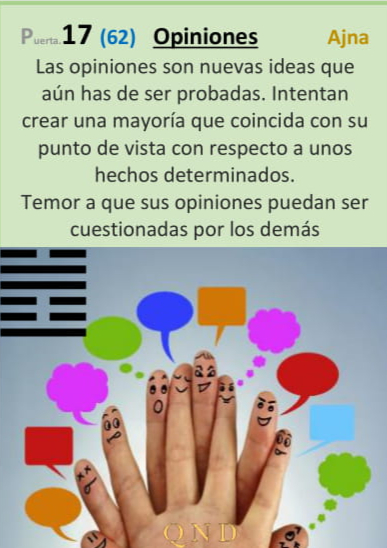 Puerta.17 (62) Opiniones Ajna
Las opiniones son nuevas ideas que
aún has de ser probadas. Intentan
crear una mayoría que coincida con su
punto de vista con respecto a unos
hechos determinados.
Temor a que sus opiniones puedan ser
cuestionadas por los demás
Q N D